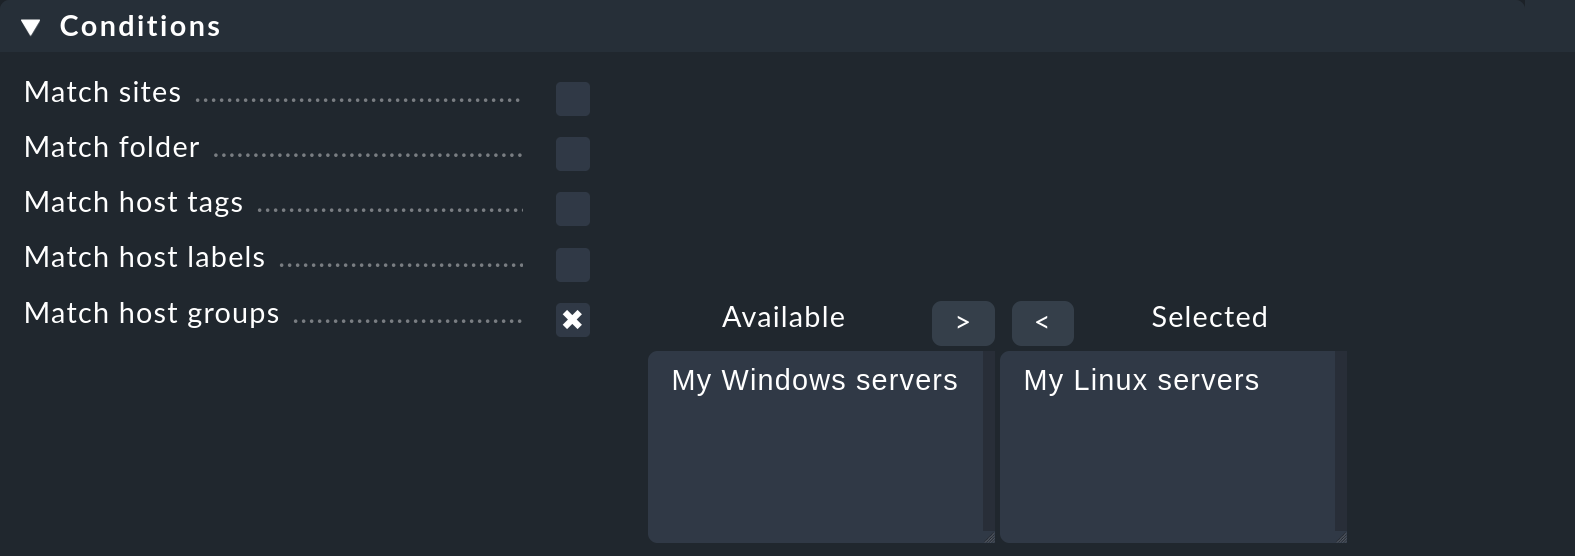 ▼ Conditions
Match sites
Match folder
Match host tags
Match host labels
Match host groups ✖ Available > < Selected
My Windows servers My Linux servers